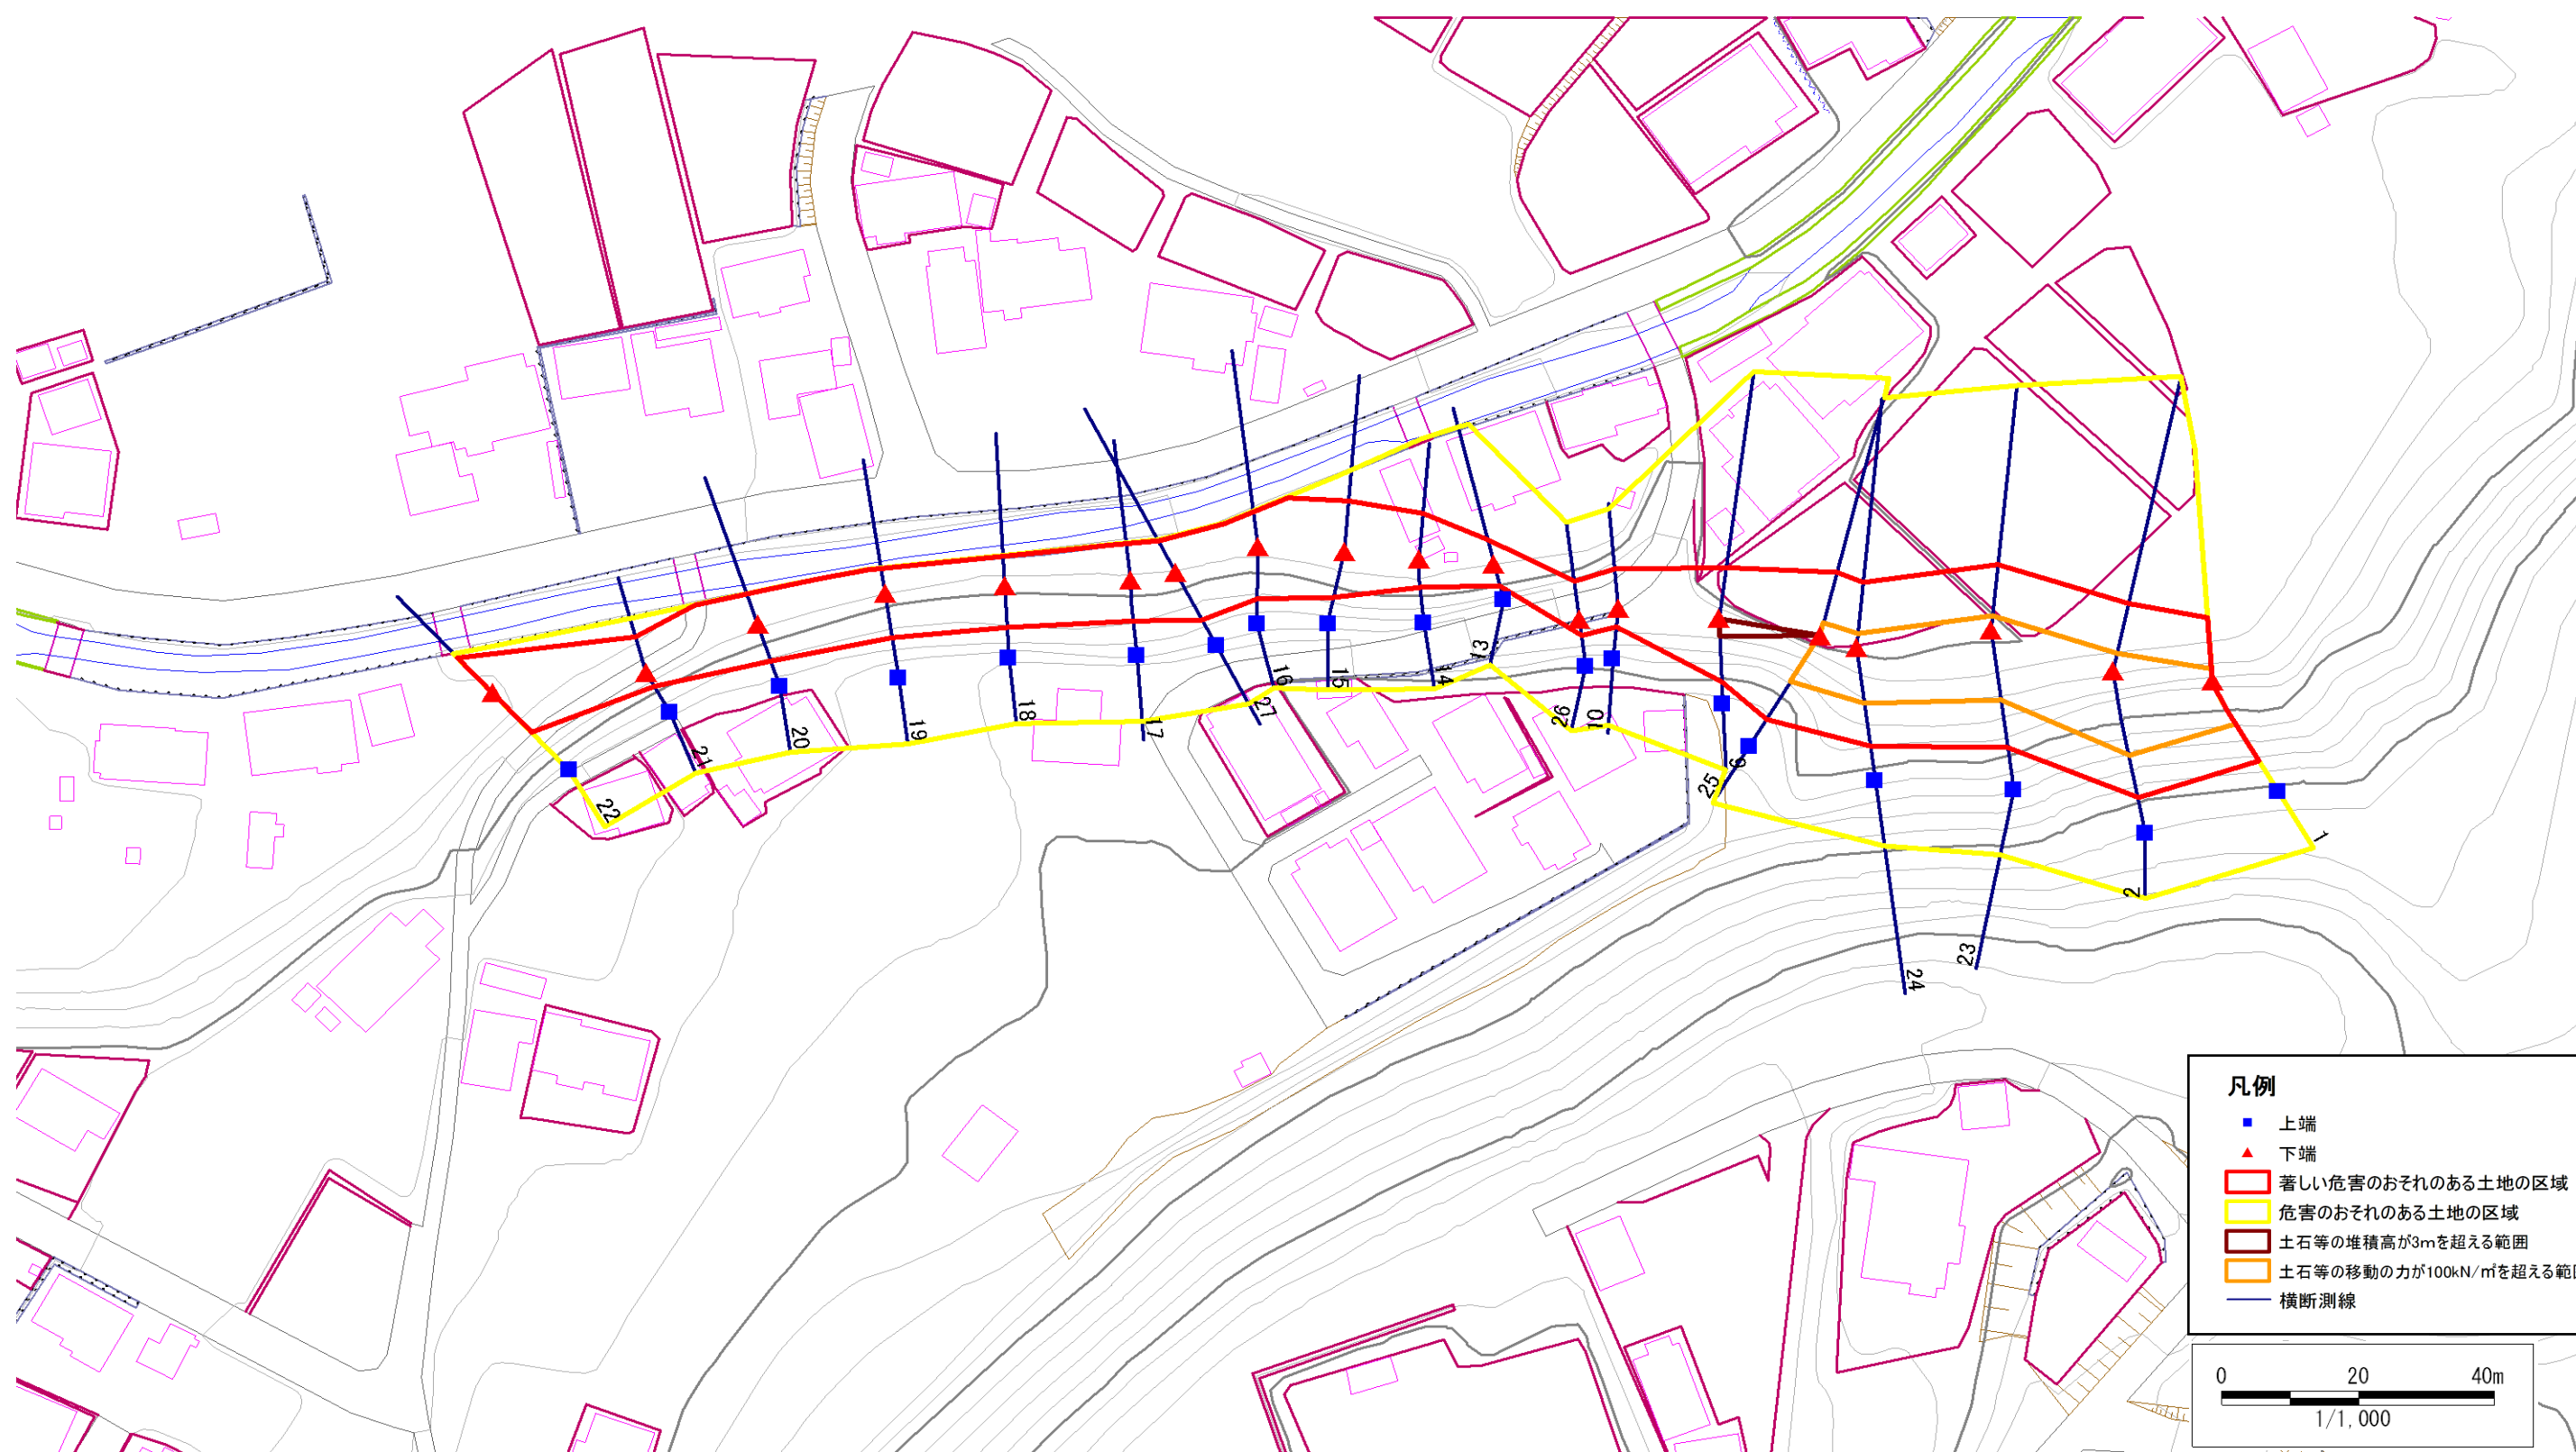 13
16
15
14
27
26
10
18
17
19
20
21
22
9
25
1
2
23
24
凡例
上端
下端
著しい危害のおそれのある土地の区域
危害のおそれのある土地の区域
土石等の堆積高が3mを超える範囲
土石等の移動の力が100kN/㎡を超える範
横断測線
0 20 40m
1/1,000